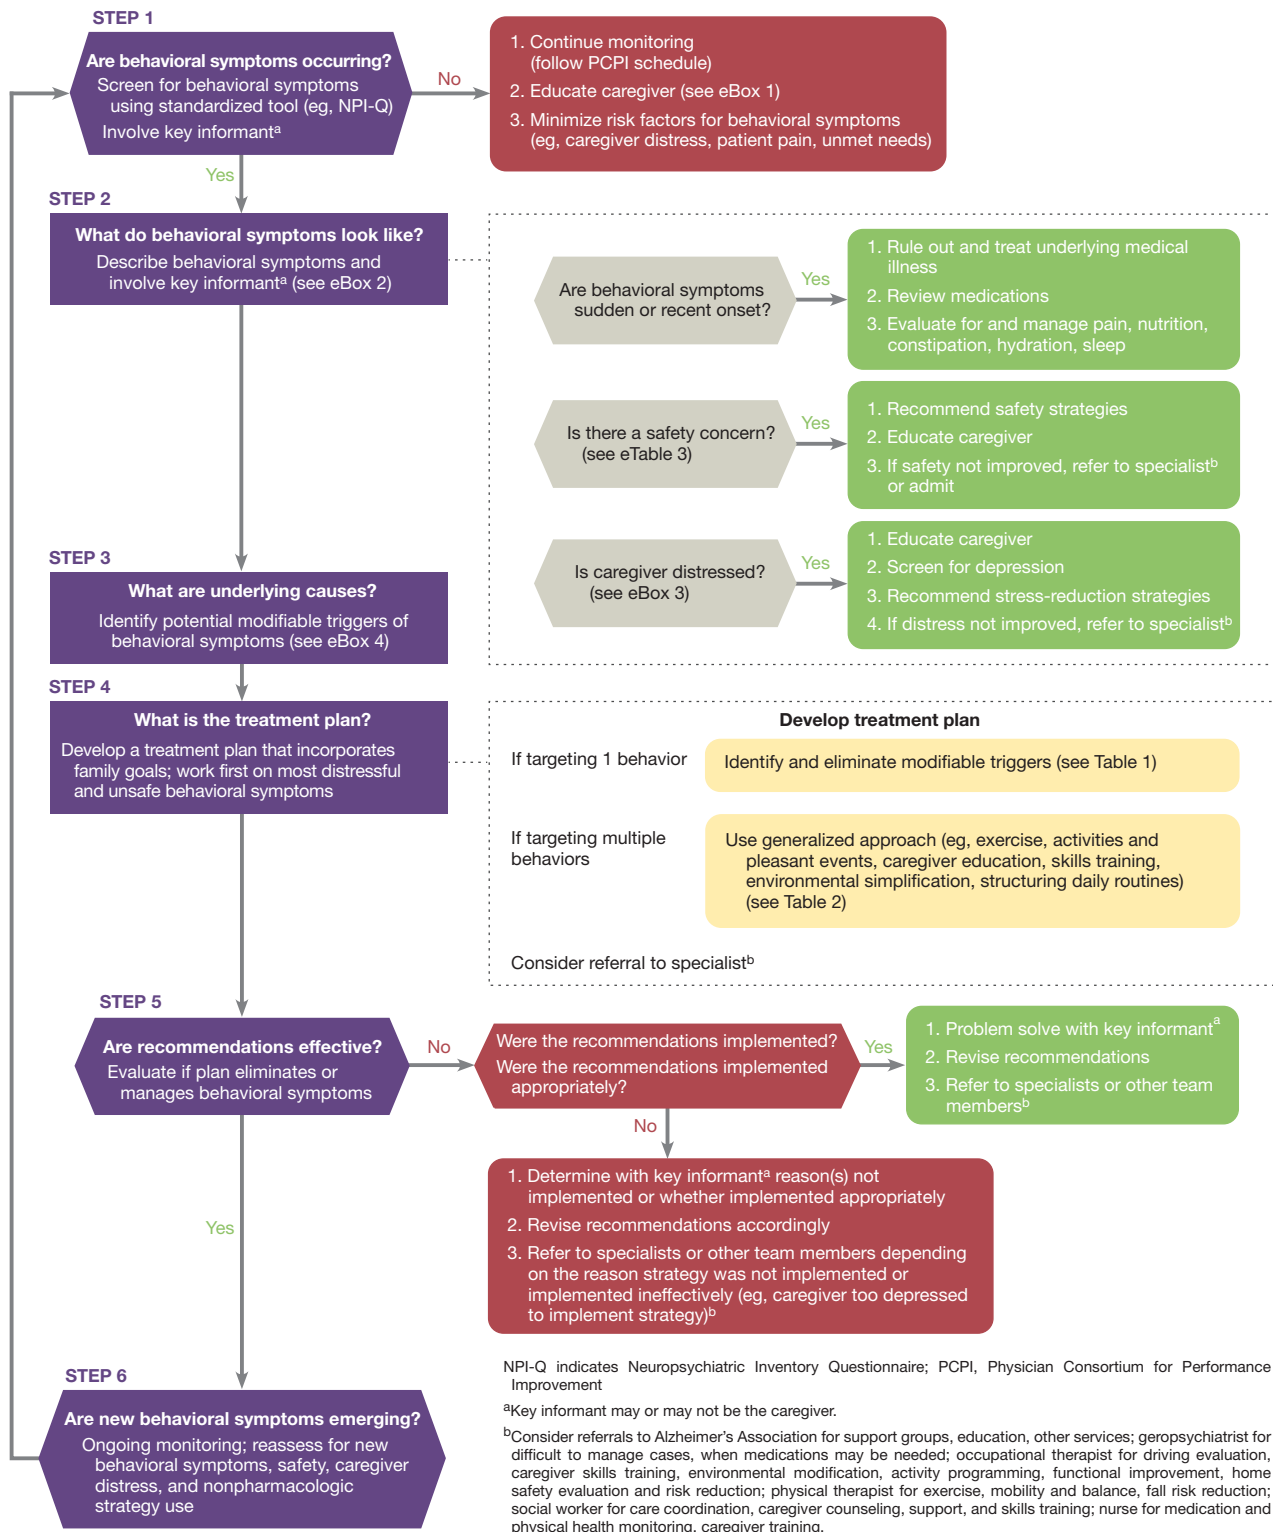 STEP 1
Are behavioral symptoms occurring?
Screen for behavioral symptoms
using standardized tool (eg, NPI-Q)
Involve key informantᵃ
No
1. Continue monitoring
(follow PCPI schedule)
2. Educate caregiver (see eBox 1)
3. Minimize risk factors for behavioral symptoms
(eg, caregiver distress, patient pain, unmet needs)
Yes
STEP 2
What do behavioral symptoms look like?
Describe behavioral symptoms and
involve key informantᵃ (see eBox 2)
Are behavioral symptoms
sudden or recent onset?
Yes
1. Rule out and treat underlying medical
illness
2. Review medications
3. Evaluate for and manage pain, nutrition,
constipation, hydration, sleep
Is there a safety concern?
(see eTable 3)
Yes
1. Recommend safety strategies
2. Educate caregiver
3. If safety not improved, refer to specialistᵇ
or admit
Is caregiver distressed?
(see eBox 3)
Yes
1. Educate caregiver
2. Screen for depression
3. Recommend stress-reduction strategies
4. If distress not improved, refer to specialistᵇ
STEP 3
What are underlying causes?
Identify potential modifiable triggers of
behavioral symptoms (see eBox 4)
STEP 4
What is the treatment plan?
Develop a treatment plan that incorporates
family goals; work first on most distressful
and unsafe behavioral symptoms
Develop treatment plan
If targeting 1 behavior
Identify and eliminate modifiable triggers (see Table 1)
If targeting multiple
behaviors
Use generalized approach (eg, exercise, activities and
pleasant events, caregiver education, skills training,
environmental simplification, structuring daily routines)
(see Table 2)
Consider referral to specialistᵇ
STEP 5
Are recommendations effective?
Evaluate if plan eliminates or
manages behavioral symptoms
No
Were the recommendations implemented?
Were the recommendations implemented
appropriately?
Yes
1. Problem solve with key informantᵃ
2. Revise recommendations
3. Refer to specialists or other team
membersᵇ
No
1. Determine with key informantᵃ reason(s) not
implemented or whether implemented appropriately
2. Revise recommendations accordingly
3. Refer to specialists or other team members depending
on the reason strategy was not implemented or
implemented ineffectively (eg, caregiver too depressed
to implement strategy)ᵇ
Yes
STEP 6
Are new behavioral symptoms emerging?
Ongoing monitoring; reassess for new
behavioral symptoms, safety, caregiver
distress, and nonpharmacologic
strategy use
NPI-Q indicates Neuropsychiatric Inventory Questionnaire; PCPI, Physician Consortium for Performance
Improvement
ᵃKey informant may or may not be the caregiver.
ᵇConsider referrals to Alzheimer’s Association for support groups, education, other services; geropsychiatrist for
difficult to manage cases, when medications may be needed; occupational therapist for driving evaluation,
caregiver skills training, environmental modification, activity programming, functional improvement, home
safety evaluation and risk reduction; physical therapist for exercise, mobility and balance, fall risk reduction;
social worker for care coordination, caregiver counseling, support, and skills training; nurse for medication and
physical health monitoring, caregiver training.